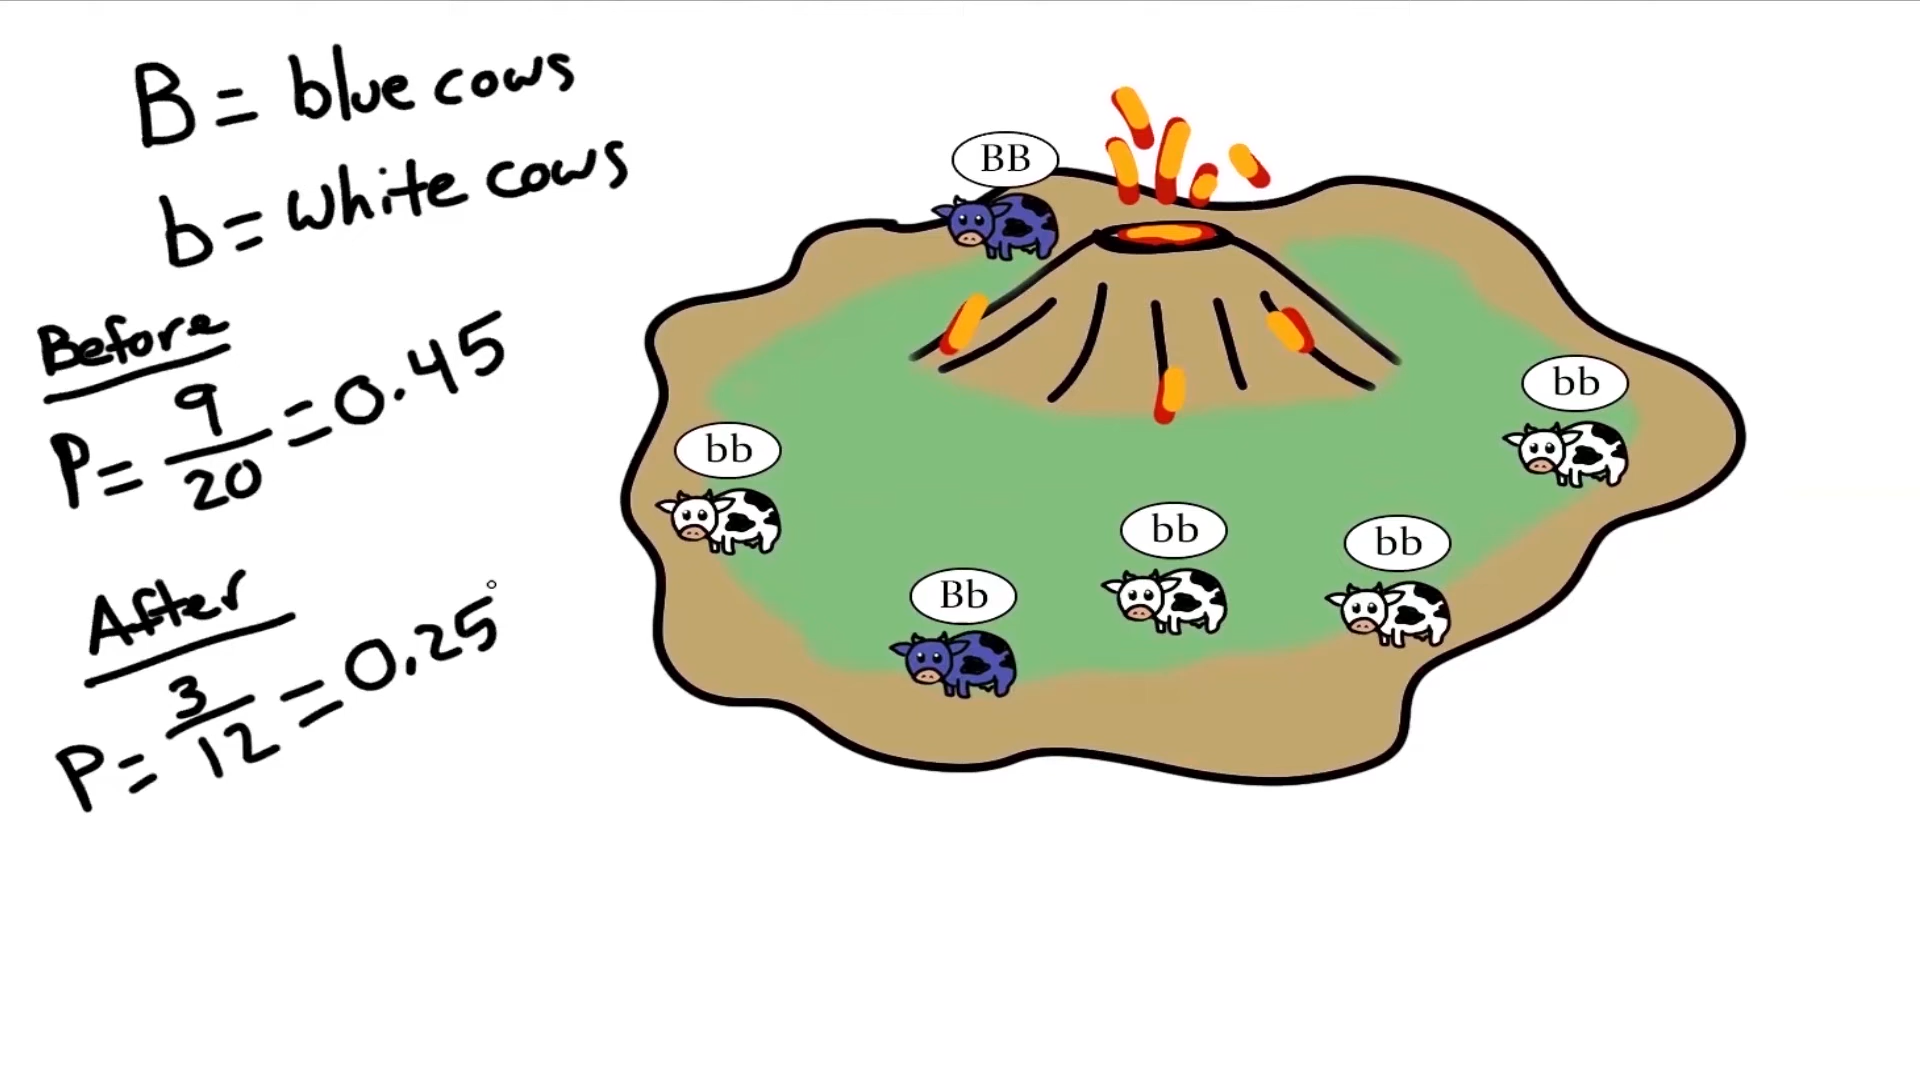 B = blue cows
b = white cows
Before
P = 9/20 = 0.45
After
P = 3/12 = 0.25
BB
bb
bb
bb
bb
Bb